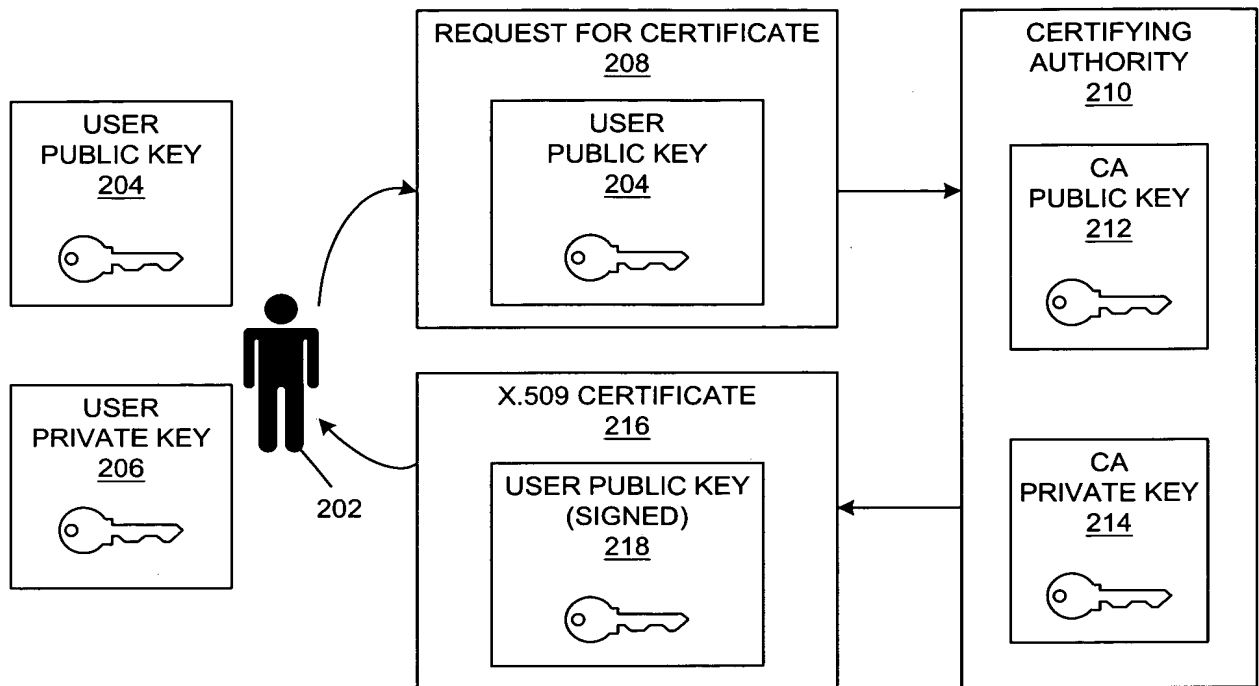 USER
PUBLIC KEY
204
USER
PRIVATE KEY
206
202
REQUEST FOR CERTIFICATE
208
USER
PUBLIC KEY
204
X.509 CERTIFICATE
216
USER PUBLIC KEY
(SIGNED)
218
CERTIFYING
AUTHORITY
210
CA
PUBLIC KEY
212
CA
PRIVATE KEY
214